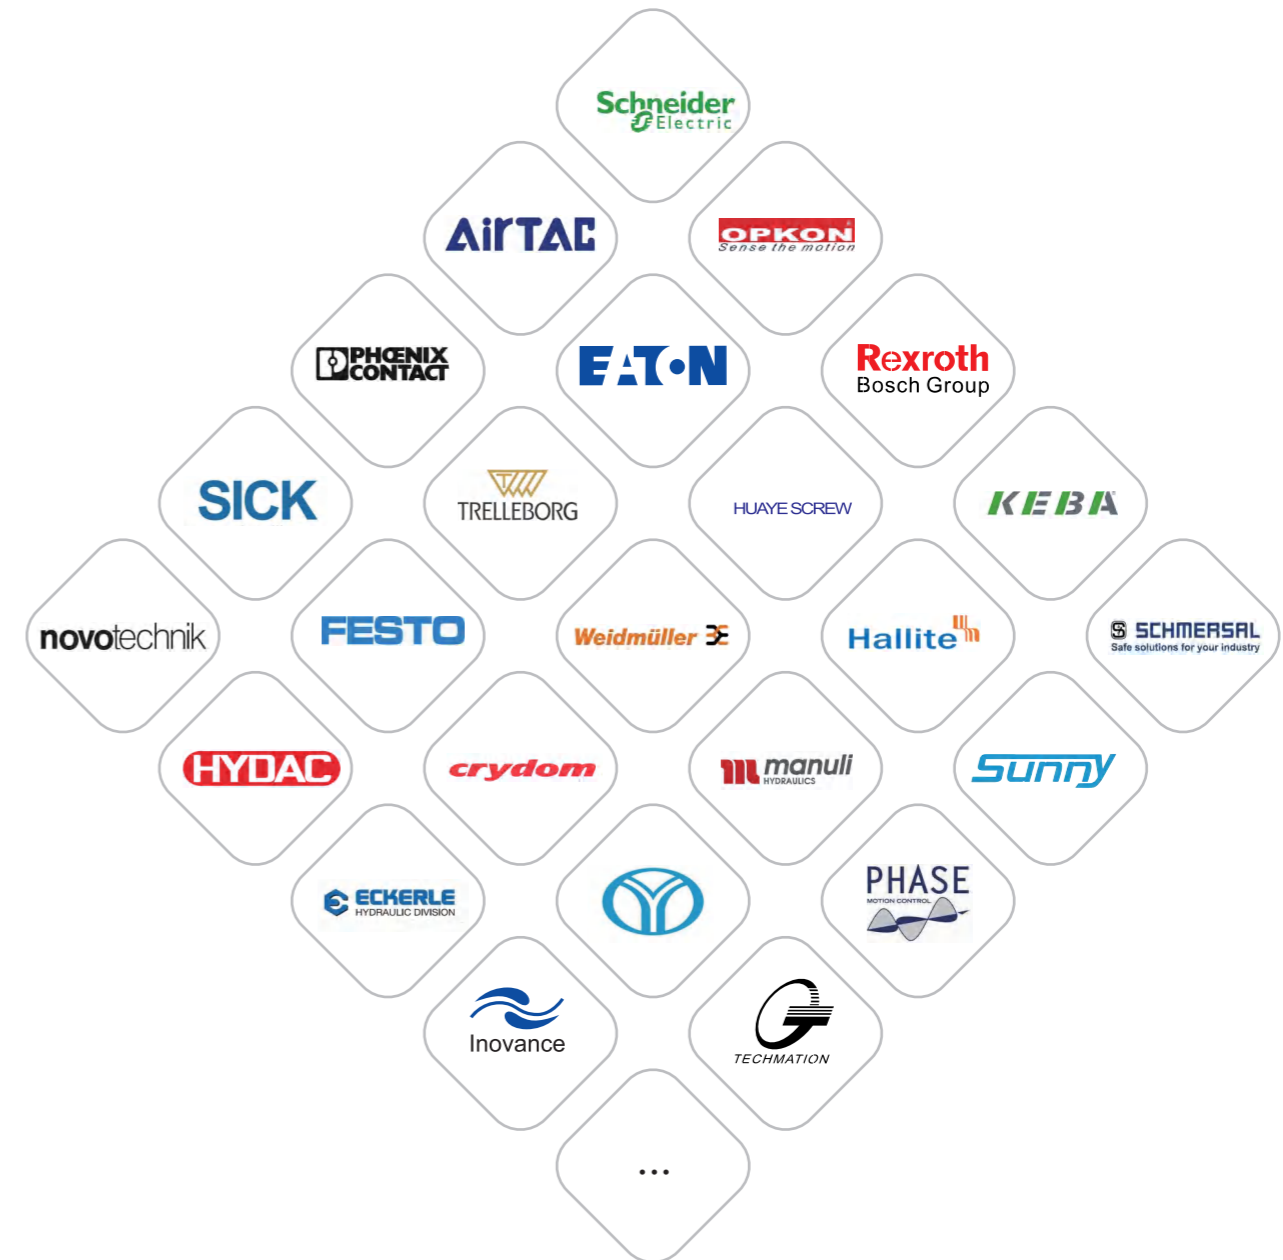 Schneider
Electric
AirTAC
OPKON
Sense the motion
PHŒNIX
CONTACT
EATON
Rexroth
Bosch Group
SICK
TRELLEBORG
HUAYE SCREW
KEBA
novotechnik
FESTO
Weidmüller
Hallite
SCHMERSAL
Safe solutions for your industry
HYDAC
crydom
manuli
HYDRAULICS
Sunny
ECKERLE
HYDRAULIC DIVISION
PHASE
MOTION CONTROL
Inovance
TECHMATION
...